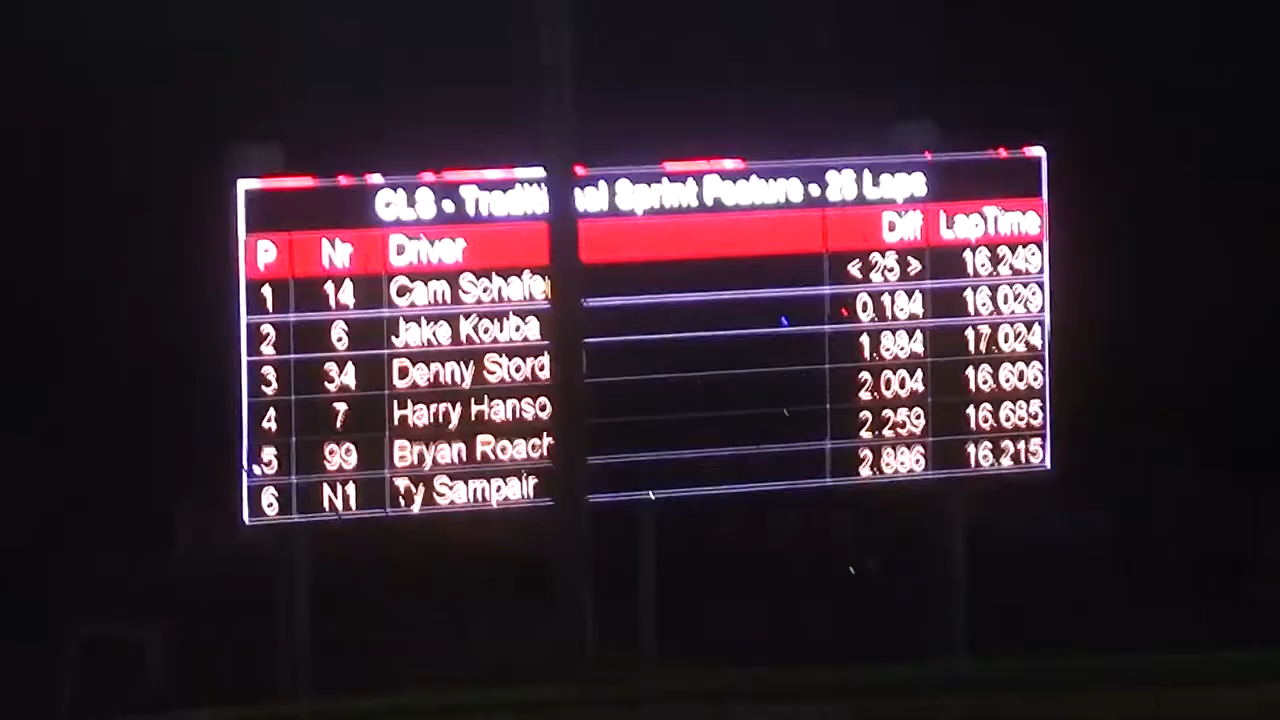 CLS - Traditi nal Sprint Feature - 25 Laps
P Nr Driver Diff LapTime
1 14 Cam Schafe < 25 > 16.249
2 6 Jake Kouba 0.184 16.029
3 34 Denny Stord 1.884 17.024
4 7 Harry Hanso 2.004 16.606
5 99 Bryan Roach 2.259 16.685
6 N1 Ty Sampair 2.886 16.215